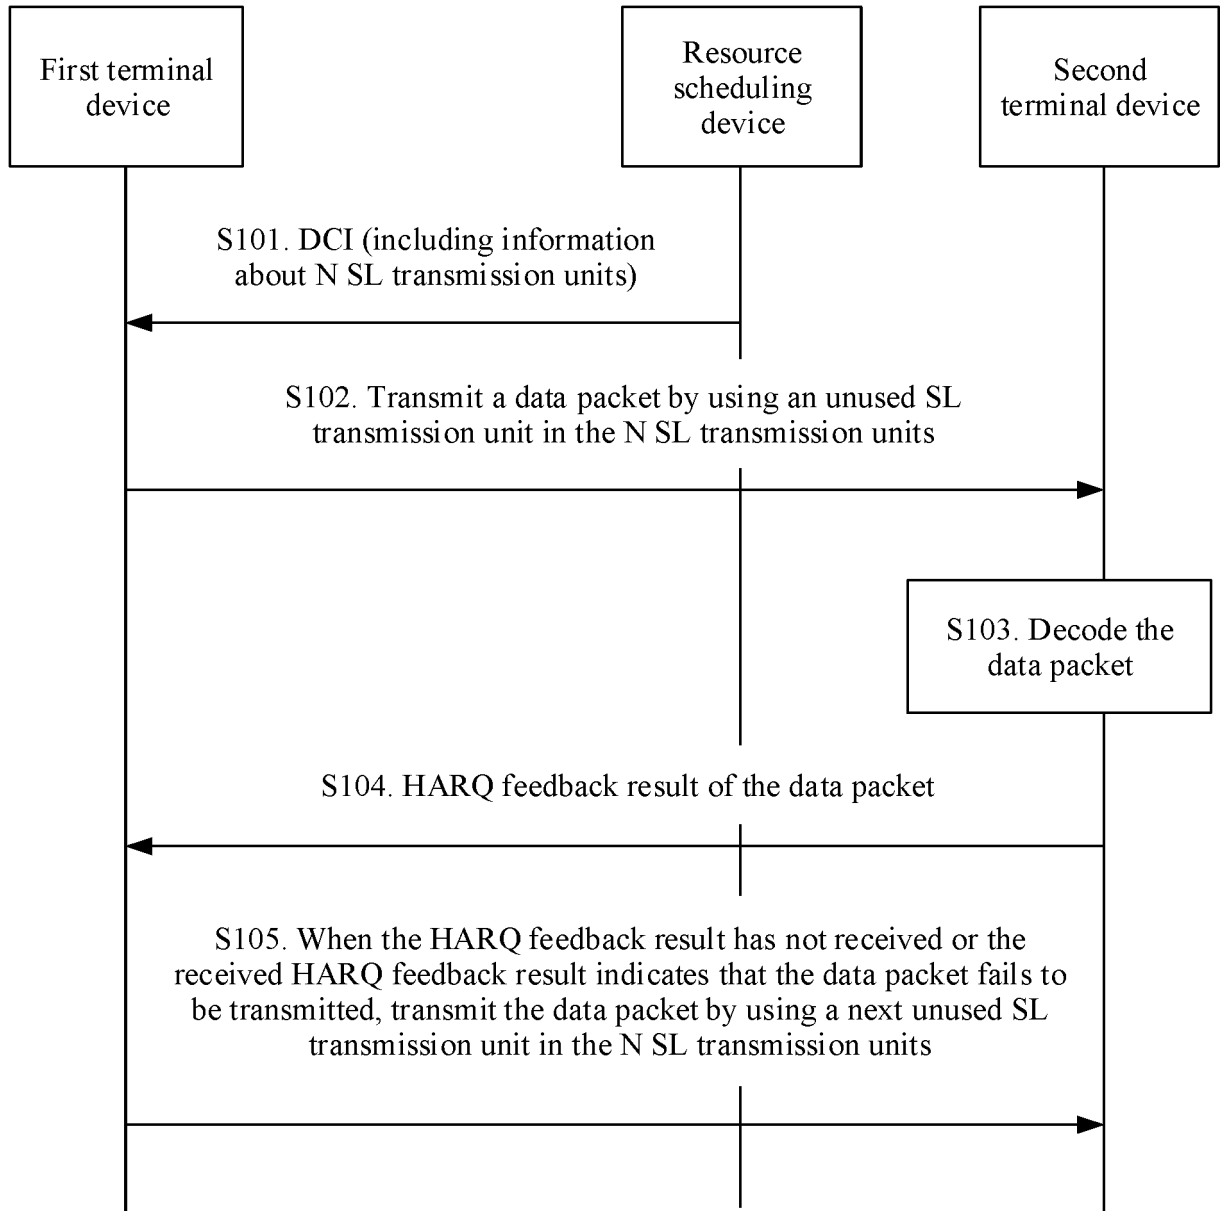 First terminal
device
Resource
scheduling
device
Second
terminal device
S101. DCI (including information
about N SL transmission units)
S102. Transmit a data packet by using an unused SL
transmission unit in the N SL transmission units
S103. Decode the
data packet
S104. HARQ feedback result of the data packet
S105. When the HARQ feedback result has not received or the
received HARQ feedback result indicates that the data packet fails to
be transmitted, transmit the data packet by using a next unused SL
transmission unit in the N SL transmission units